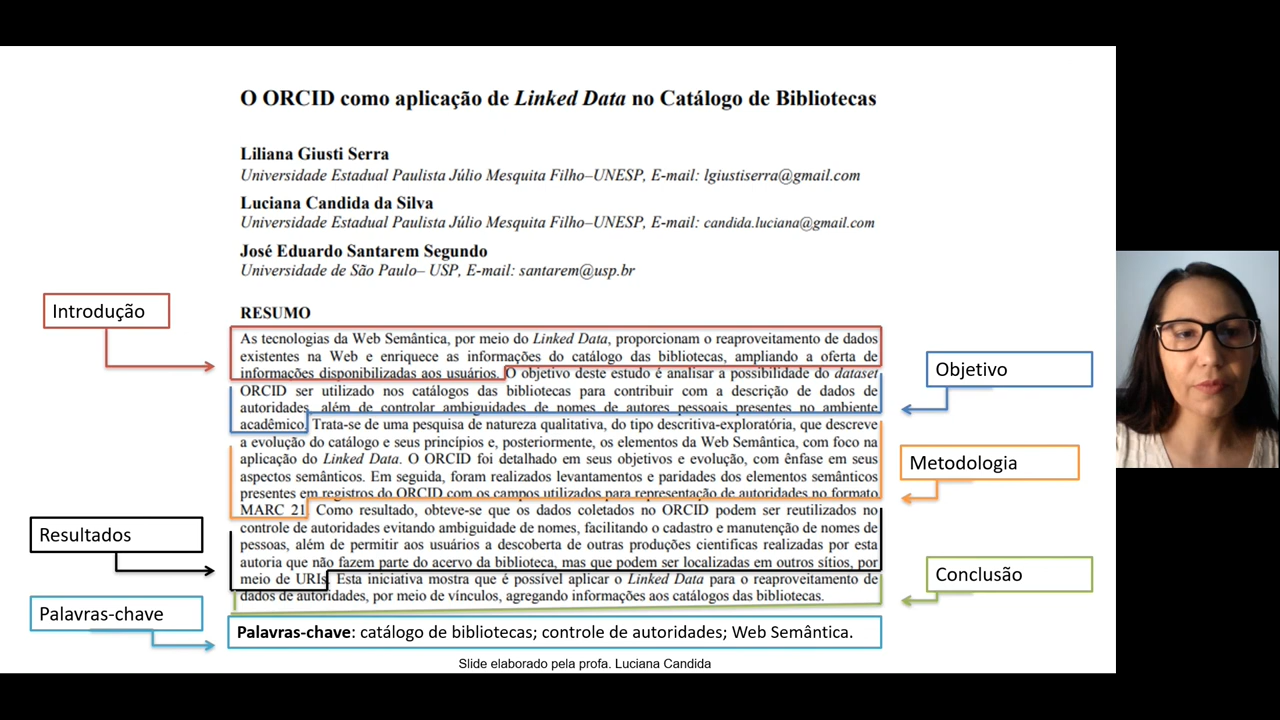 O ORCID como aplicação de Linked Data no Catálogo de Bibliotecas
Liliana Giusti Serra
Universidade Estadual Paulista Júlio Mesquita Filho–UNESP, E-mail: lgiustiserra@gmail.com
Luciana Candida da Silva
Universidade Estadual Paulista Júlio Mesquita Filho–UNESP, E-mail: candida.luciana@gmail.com
José Eduardo Santarem Segundo
Universidade de São Paulo– USP, E-mail: santarem@usp.br
Introdução
RESUMO
As tecnologias da Web Semântica, por meio do Linked Data, proporcionam o reaproveitamento de dados
existentes na Web e enriquece as informações do catálogo das bibliotecas, ampliando a oferta de
informações disponibilizadas aos usuários. O objetivo deste estudo é analisar a possibilidade do dataset
ORCID ser utilizado nos catálogos das bibliotecas para contribuir com a descrição de dados de
autoridades, além de controlar ambiguidades de nomes de autores pessoais presentes no ambiente
acadêmico. Trata-se de uma pesquisa de natureza qualitativa, do tipo descritiva-exploratória, que descreve
a evolução do catálogo e seus princípios e, posteriormente, os elementos da Web Semântica, com foco na
aplicação do Linked Data. O ORCID foi detalhado em seus objetivos e evolução, com ênfase em seus
aspectos semânticos. Em seguida, foram realizados levantamentos e paridades dos elementos semânticos
presentes em registros do ORCID com os campos utilizados para representação de autoridades no formato
MARC 21. Como resultado, obteve-se que os dados coletados no ORCID podem ser reutilizados no
controle de autoridades evitando ambiguidade de nomes, facilitando o cadastro e manutenção de nomes de
pessoas, além de permitir aos usuários a descoberta de outras produções científicas realizadas por esta
autoria que não fazem parte do acervo da biblioteca, mas que podem ser localizadas em outros sítios, por
meio de URIs. Esta iniciativa mostra que é possível aplicar o Linked Data para o reaproveitamento de
dados de autoridades, por meio de vínculos, agregando informações aos catálogos das bibliotecas.
Objetivo
Metodologia
Resultados
Conclusão
Palavras-chave
Palavras-chave: catálogo de bibliotecas; controle de autoridades; Web Semântica.
Slide elaborado pela profa. Luciana Candida